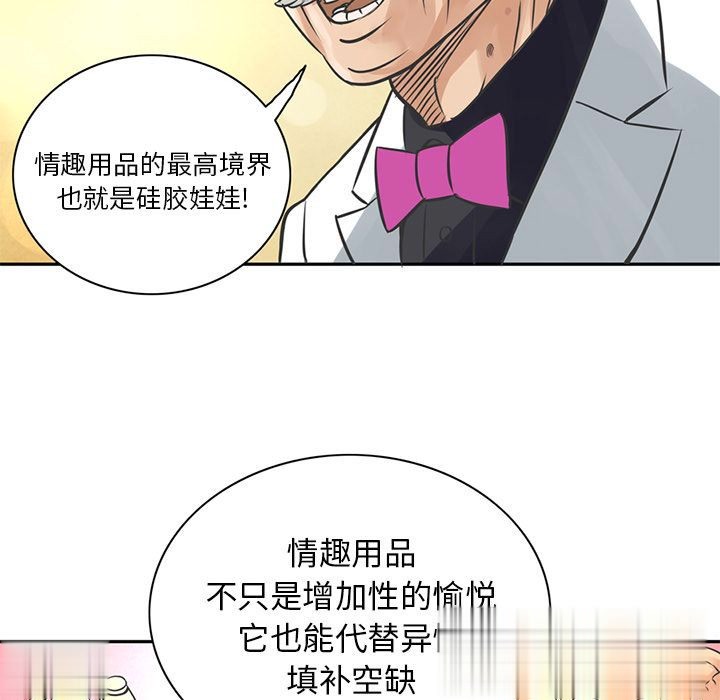 情趣用品的最高境界
也就是硅胶娃娃!
情趣用品
不只是增加性的愉悦
它也能代替异
填补空缺